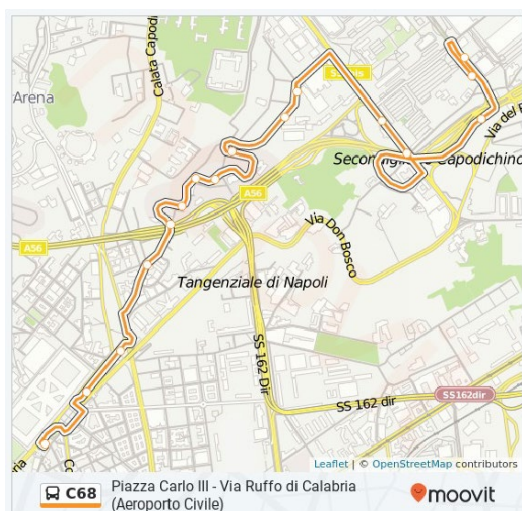 Arena
Calata Capod
Via del
Secondigliano Capodichino
A56
Via Don Bosco
A56
Tangenziale di Napoli
SS 162 Dir
SS162dir
SS 162 dir
Leaflet | © OpenStreetMap contributors
C68 Piazza Carlo III - Via Ruffo di Calabria
(Aeroporto Civile)
moovit